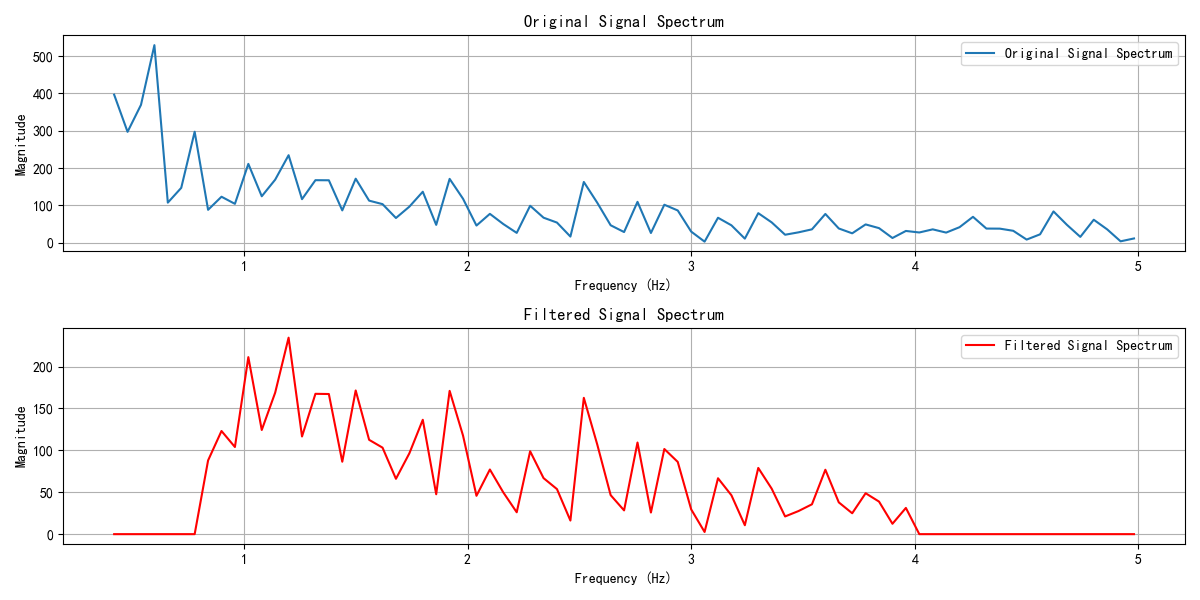 Original Signal Spectrum
Original Signal Spectrum
Magnitude
500
400
300
200
100
0
1 2 3 4 5
Frequency (Hz)
Filtered Signal Spectrum
Filtered Signal Spectrum
Magnitude
200
150
100
50
0
1 2 3 4 5
Frequency (Hz)